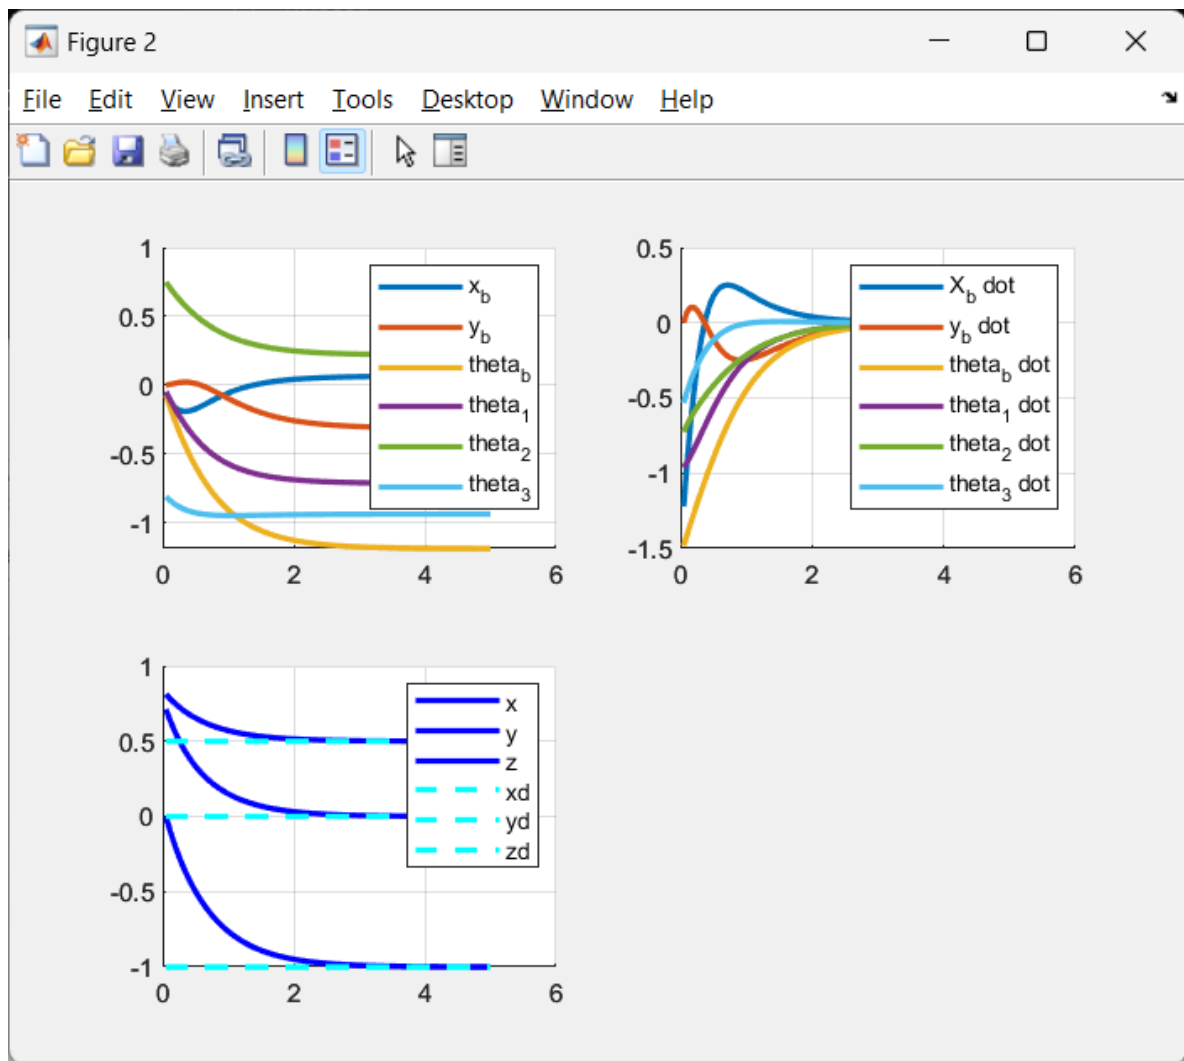 Figure 2
File Edit View Insert Tools Desktop Window Help
1
0.5
0
-0.5
-1
0 2 4 6
x_b
y_b
theta_b
theta_1
theta_2
theta_3
0.5
0
-0.5
-1
-1.5
0 2 4 6
X_b dot
y_b dot
theta_b dot
theta_1 dot
theta_2 dot
theta_3 dot
1
0.5
0
-0.5
-1
0 2 4 6
x
y
z
xd
yd
zd